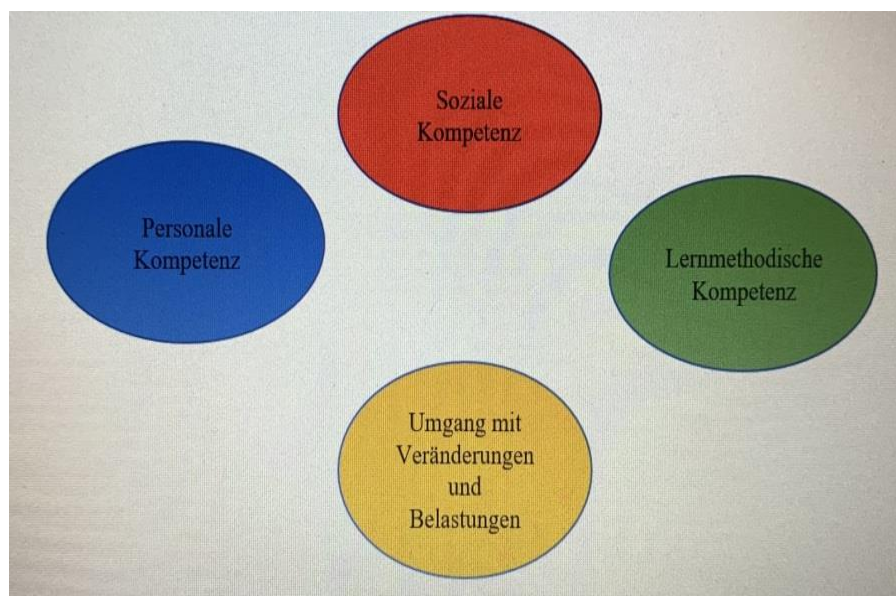 Soziale
Kompetenz
Personale
Kompetenz
Lernmethodische
Kompetenz
Umgang mit
Veränderungen
und
Belastungen